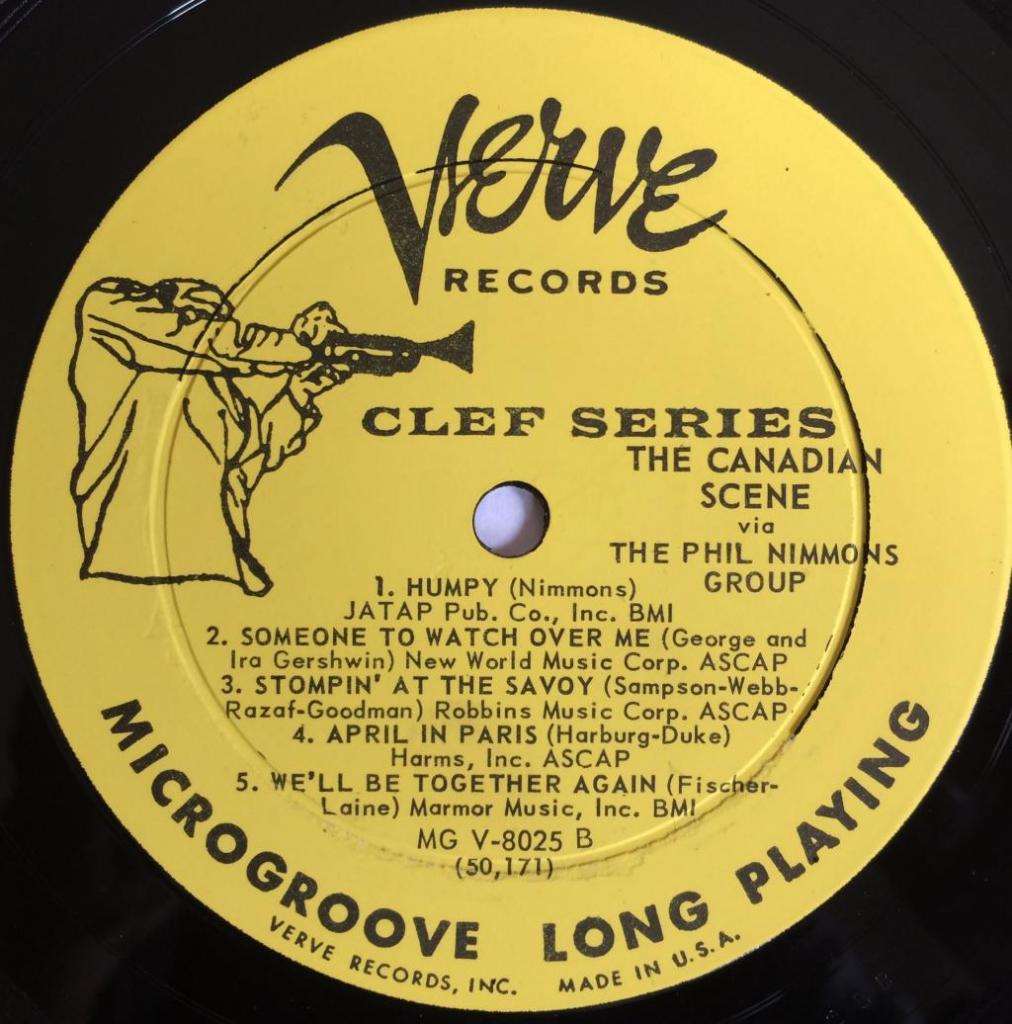 Verve
RECORDS
CLEF SERIES
THE CANADIAN
SCENE
via
THE PHIL NIMMONS
GROUP
1. HUMPY (Nimmons)
JATAP Pub. Co., Inc. BMI
2. SOMEONE TO WATCH OVER ME (George and
Ira Gershwin) New World Music Corp. ASCAP
3. STOMPIN' AT THE SAVOY (Sampson-Webb-
Razaf-Goodman) Robbins Music Corp. ASCAP
4. APRIL IN PARIS (Harburg-Duke)
Harms, Inc. ASCAP
5. WE'LL BE TOGETHER AGAIN (Fischer-
Laine) Marmor Music, Inc. BMI
MG V-8025 B
(50,171)
MICROGROOVE LONG PLAYING
VERVE RECORDS, INC. MADE IN U.S.A.